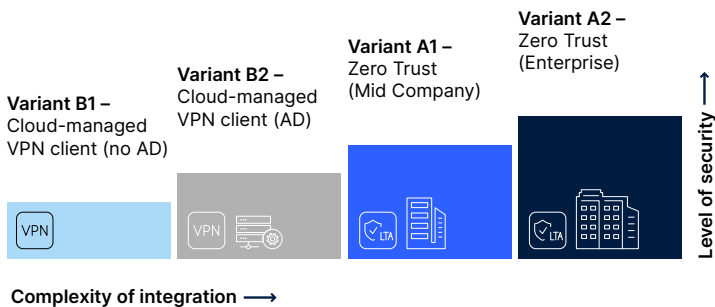 Variant B1 –
Cloud-managed
VPN client (no AD)
VPN
Variant B2 –
Cloud-managed
VPN client (AD)
VPN
Variant A1 –
Zero Trust
(Mid Company)
LTA
Variant A2 –
Zero Trust
(Enterprise)
LTA
Level of security
Complexity of integration